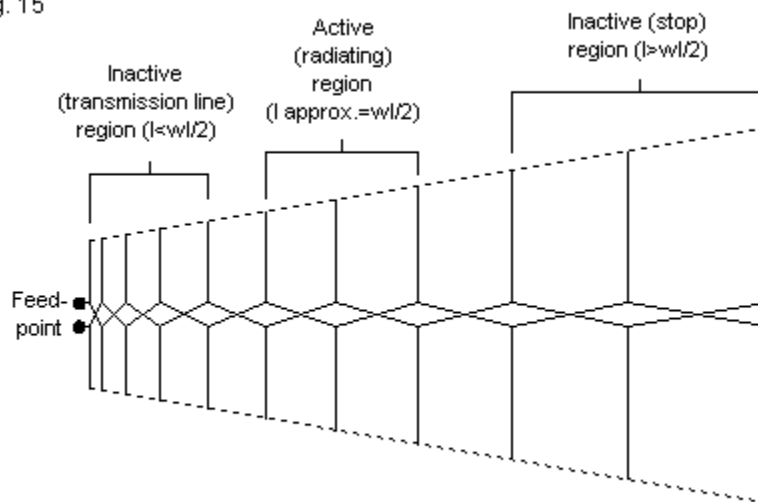 g. 15
Inactive
(transmission line)
region (l<wl/2)
Active
(radiating)
region
(l approx.=wl/2)
Inactive (stop)
region (l>wl/2)
Feed-
point